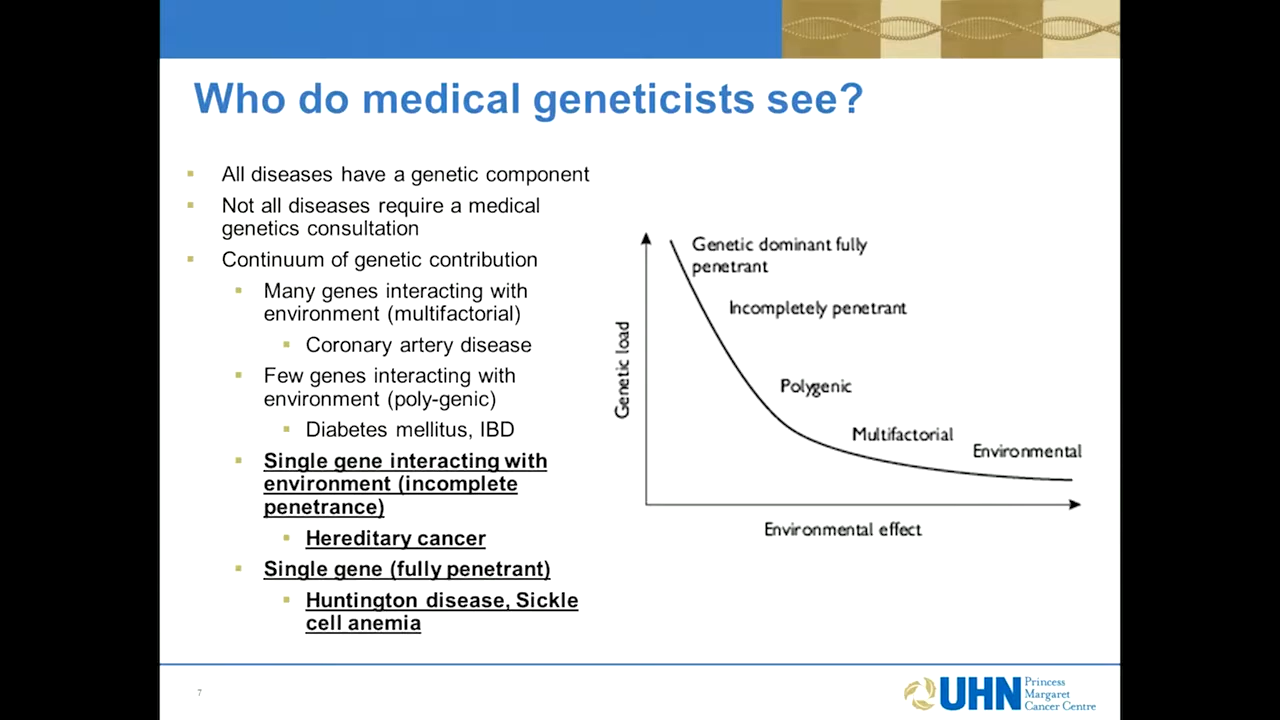 Who do medical geneticists see?
All diseases have a genetic component
Not all diseases require a medical
genetics consultation
Continuum of genetic contribution
Many genes interacting with
environment (multifactorial)
Coronary artery disease
Few genes interacting with
environment (poly-genic)
Diabetes mellitus, IBD
Single gene interacting with
environment (incomplete
penetrance)
Hereditary cancer
Single gene (fully penetrant)
Huntington disease, Sickle
cell anemia
Genetic load
Genetic dominant fully
penetrant
Incompletely penetrant
Polygenic
Multifactorial
Environmental
Environmental effect
7
UHN
Princess
Margaret
Cancer Centre